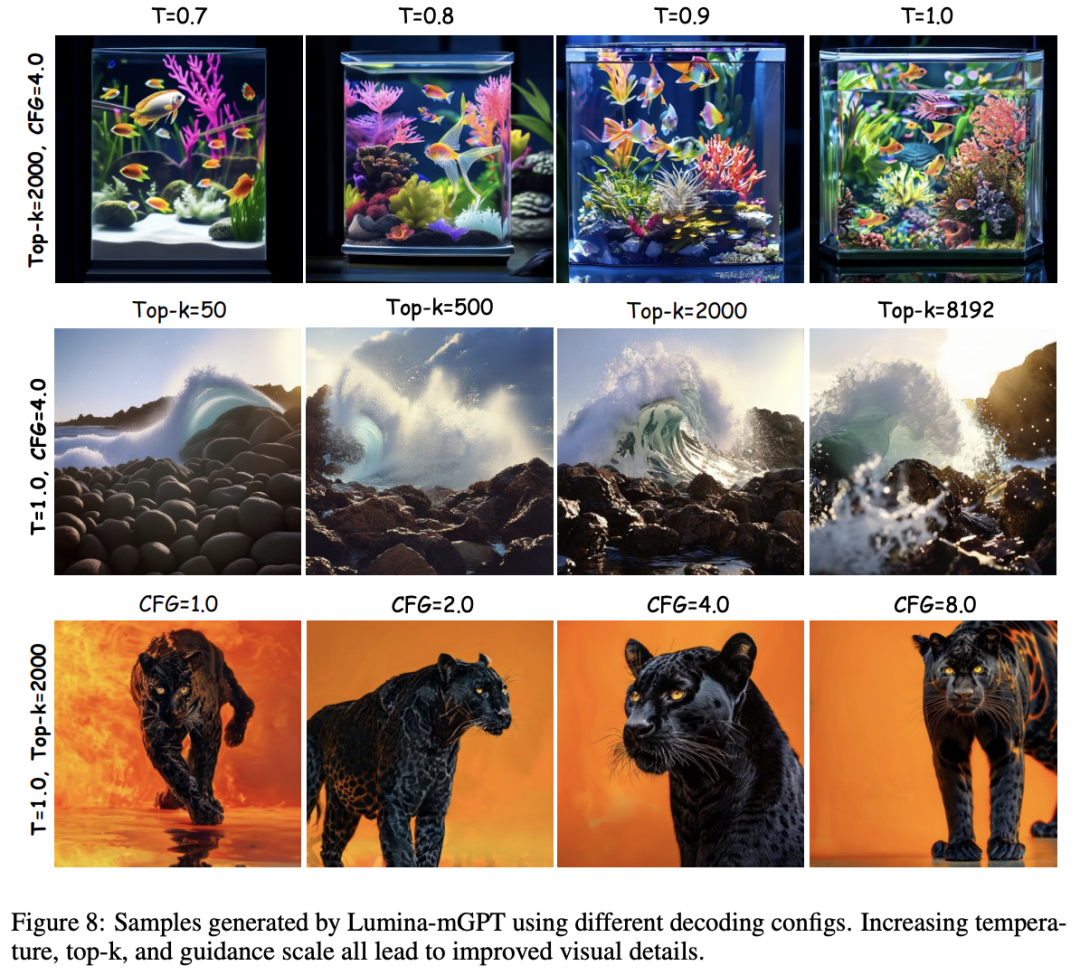 T=0.7 T=0.8 T=0.9 T=1.0
Top-k=2000, CFG=4.0
Top-k=50 Top-k=500 Top-k=2000 Top-k=8192
T=1.0, CFG=4.0
CFG=1.0 CFG=2.0 CFG=4.0 CFG=8.0
T=1.0, Top-k=2000
Figure 8: Samples generated by Lumina-mGPT using different decoding configs. Increasing tempera-
ture, top-k, and guidance scale all lead to improved visual details.